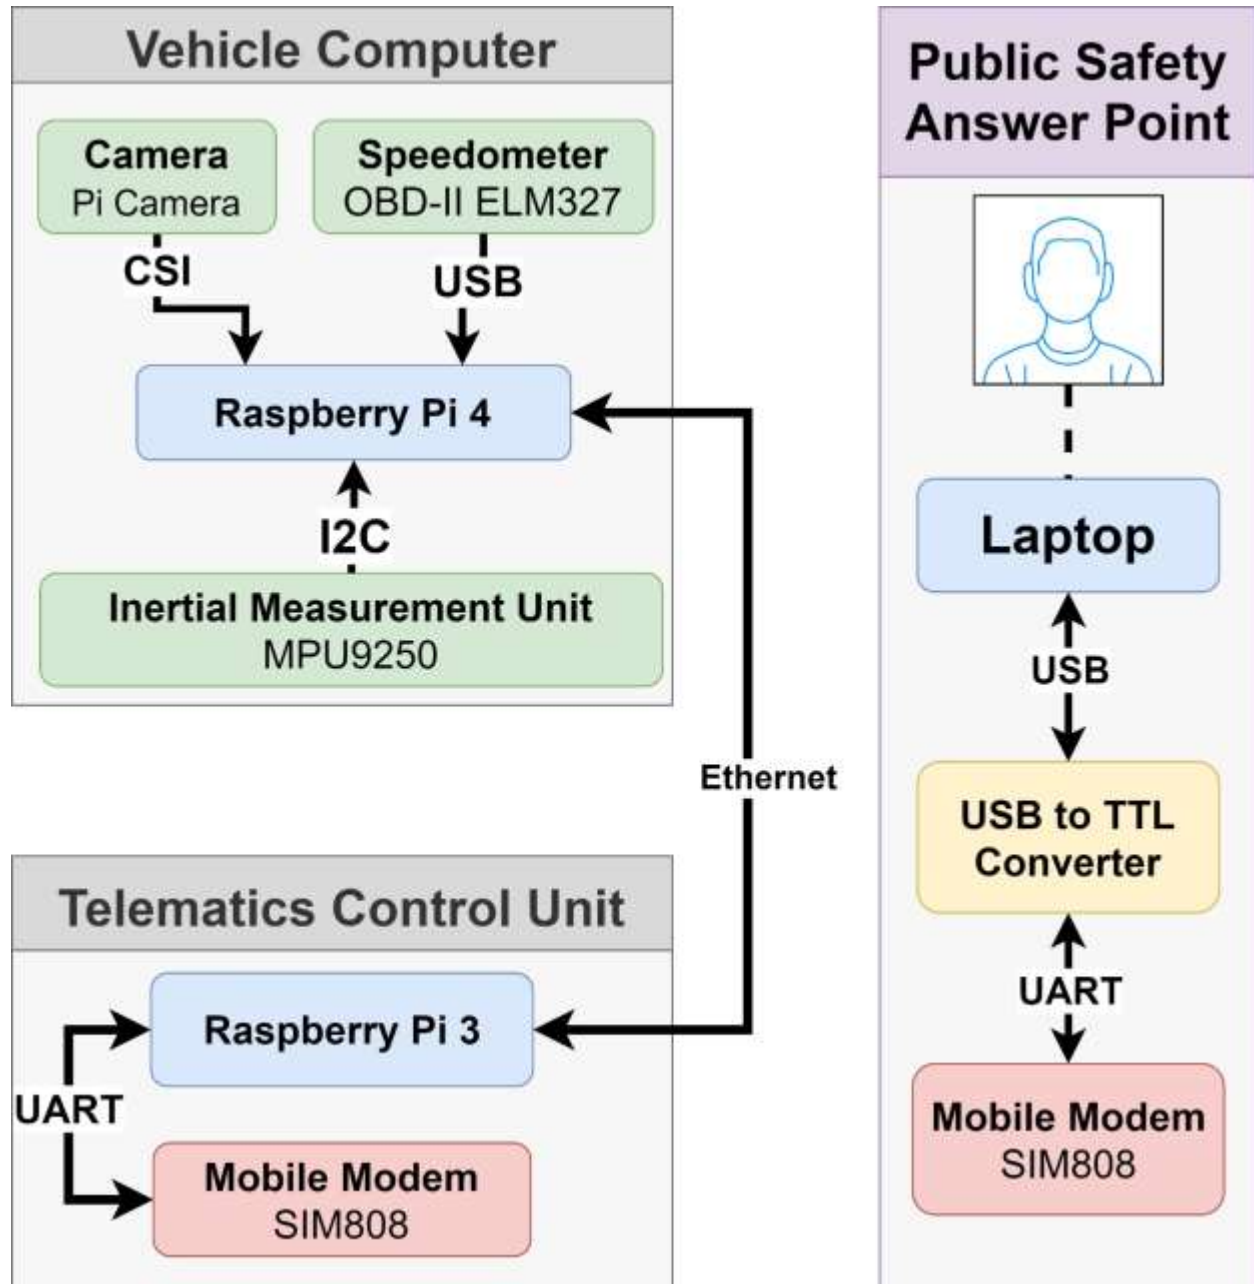 Vehicle Computer
Camera
Pi Camera
Speedometer
OBD-II ELM327
CSI
USB
Raspberry Pi 4
I2C
Inertial Measurement Unit
MPU9250
Ethernet
Telematics Control Unit
Raspberry Pi 3
UART
Mobile Modem
SIM808
Public Safety
Answer Point
Laptop
USB
USB to TTL
Converter
UART
Mobile Modem
SIM808